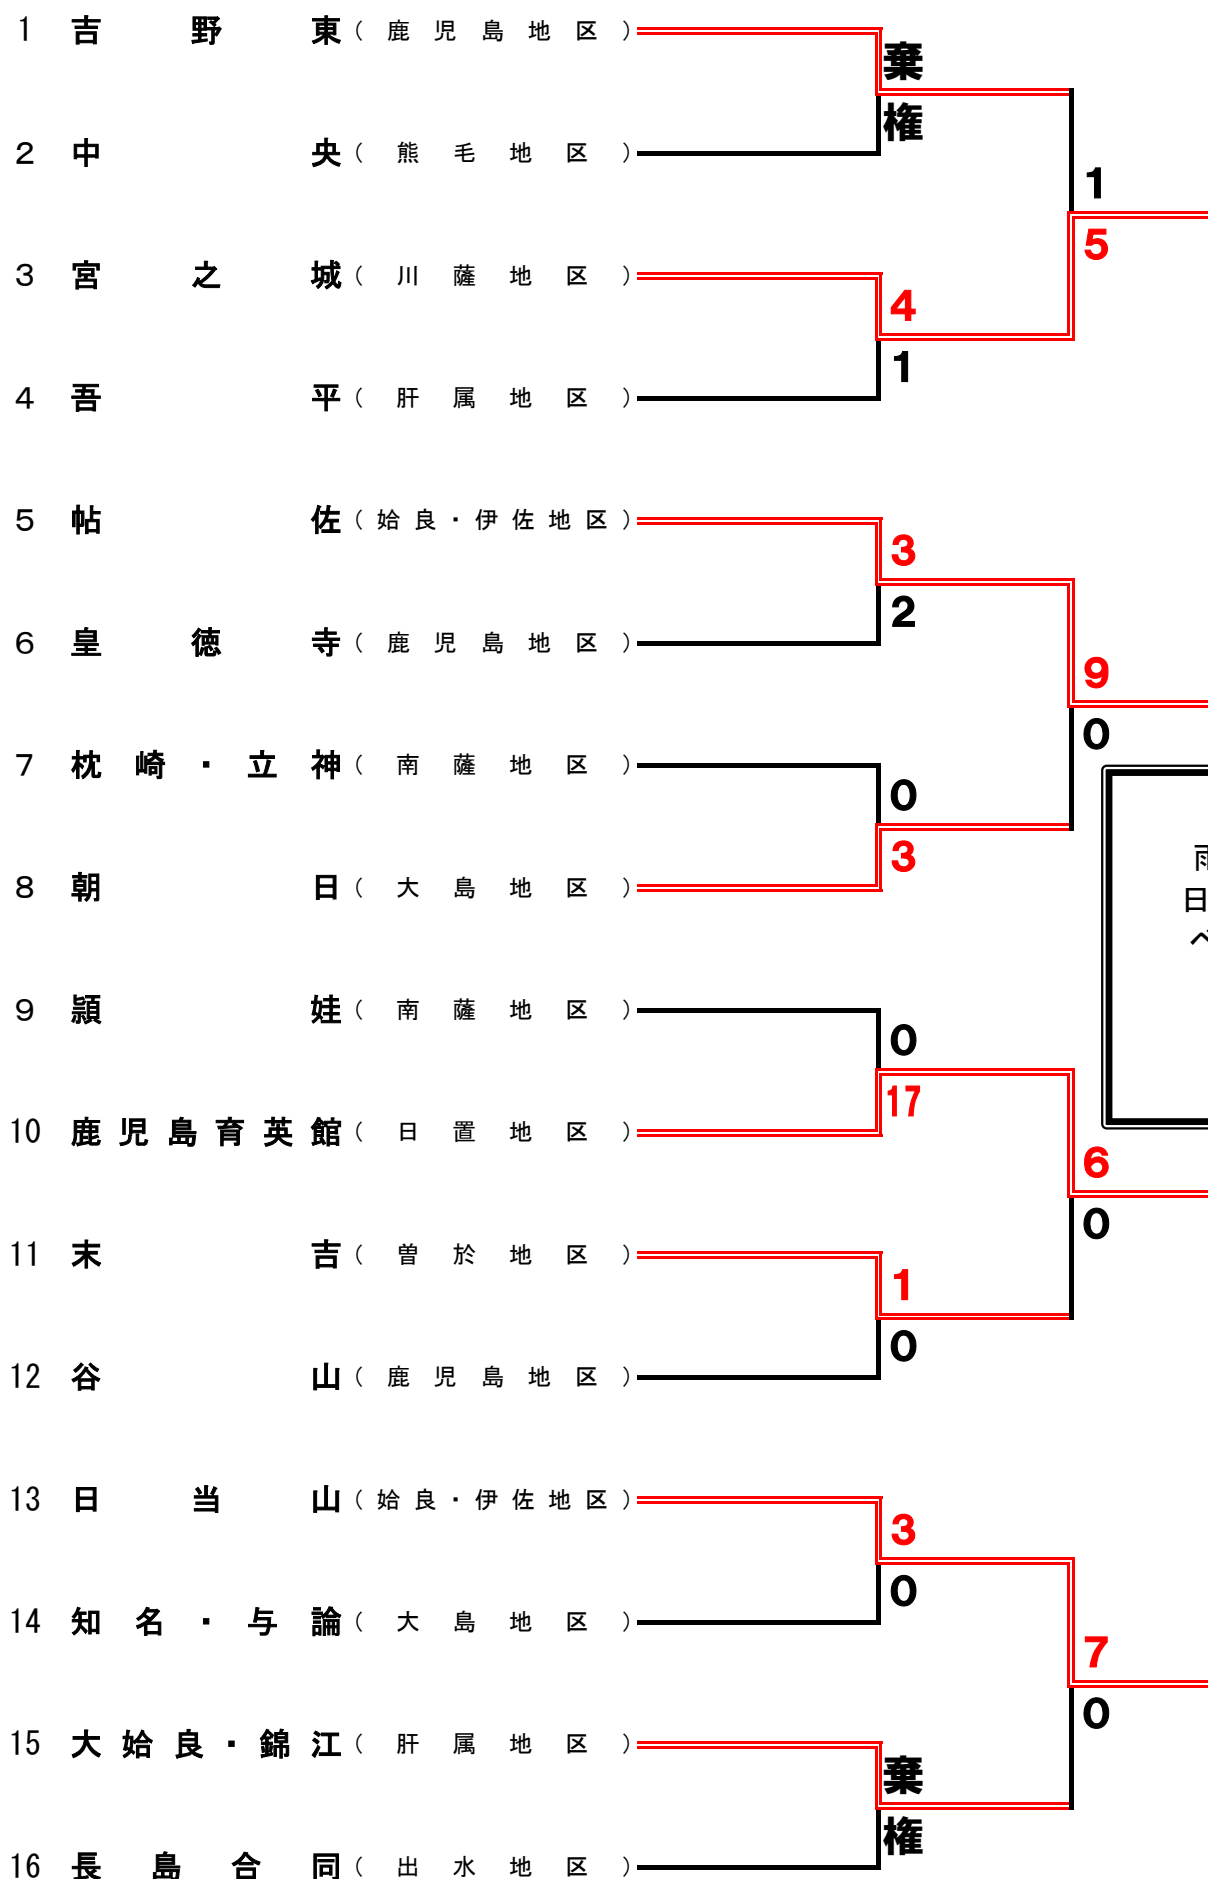 1 吉野東（鹿児島地区）
棄
権
2 中央（熊毛地区）
1
5
3 宮之城（川薩地区）
4
1
4 吾平（肝属地区）
5 帖佐（姶良・伊佐地区）
3
2
6 皇徳寺（鹿児島地区）
9
0
7 枕崎・立神（南薩地区）
0
3
8 朝日（大島地区）
日
9 頴娃（南薩地区）
0
17
10 鹿児島育英館（日置地区）
6
0
11 末吉（曽於地区）
1
0
12 谷山（鹿児島地区）
13 日当山（姶良・伊佐地区）
3
0
14 知名・与論（大島地区）
7
0
15 大姶良・錦江（肝属地区）
棄
権
16 長島合同（出水地区）